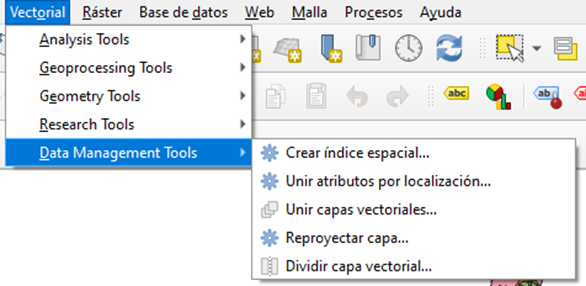 Vectorial Ráster Base de datos Web Malla Procesos Ayuda
Analysis Tools
Geoprocessing Tools
Geometry Tools
abc
abc
Research Tools
Data Management Tools
Crear índice espacial...
Unir atributos por localización...
Unir capas vectoriales...
Reproyectar capa...
Dividir capa vectorial...